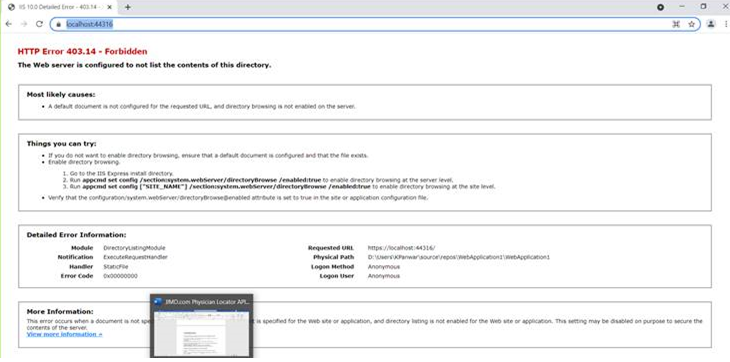 IIS 10.0 Detailed Error - 403.14 -
localhost:44316
HTTP Error 403.14 - Forbidden
The Web server is configured to not list the contents of this directory.
Most likely causes:
A default document is not configured for the requested URL, and directory browsing is not enabled on the server.
Things you can try:
If you do not want to enable directory browsing, ensure that a default document is configured and that the file exists.
Enable directory browsing.
1. Go to the IIS Express install directory.
2. Run appcmd set config /section:system.webServer/directoryBrowse /enabled:true to enable directory browsing at the server level.
3. Run appcmd set config ["SITE_NAME"] /section:system.webServer/directoryBrowse /enabled:true to enable directory browsing at the site level.
Verify that the configuration/system.webServer/directoryBrowse@enabled attribute is set to true in the site or application configuration file.
Detailed Error Information:
Module DirectoryListingModule
Notification ExecuteRequestHandler
Handler StaticFile
Error Code 0x00000000
Requested URL https://localhost:44316/
Physical Path D:\Users\KPanwar\source\repos\WebApplication1\WebApplication1
Logon Method Anonymous
Logon User Anonymous
More Information:
This error occurs when a document is not spec
t is specified for the Web site or application, and directory listing is not enabled for the Web site or application. This setting may be disabled on purpose to secure the
contents of the server.
View more information »
JIMO.com Physician Locator API...